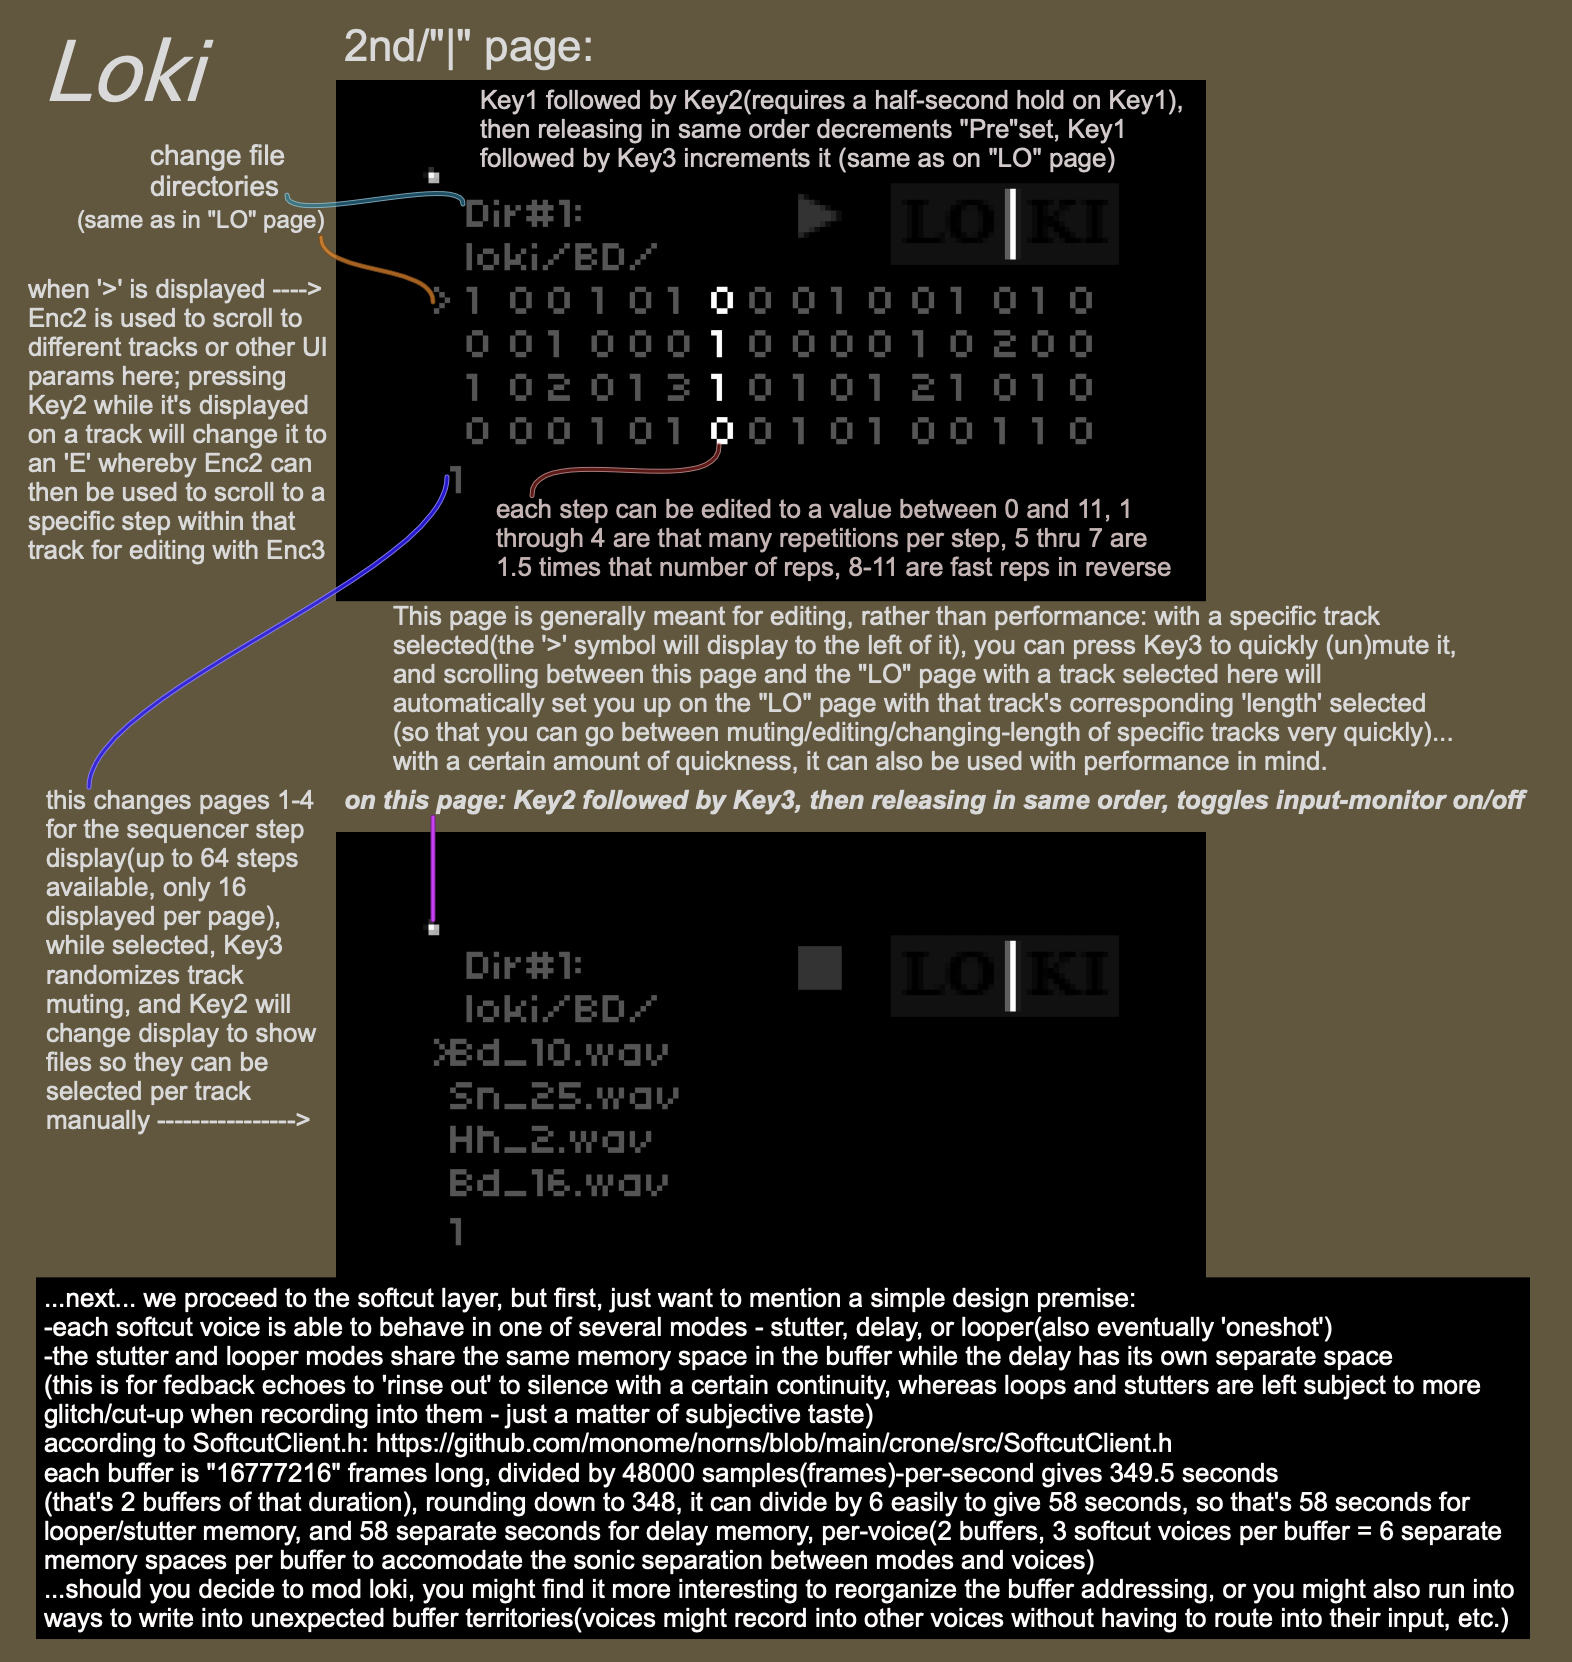 Loki
2nd/"|" page:
Key1 followed by Key2(requires a half-second hold on Key1),
then releasing in same order decrements "Pre"set, Key1
followed by Key3 increments it (same as on "LO" page)
change file
directories
(same as in "LO" page)
when '>' is displayed ---->
Enc2 is used to scroll to
different tracks or other UI
params here; pressing
Key2 while it's displayed
on a track will change it to
an 'E' whereby Enc2 can
then be used to scroll to a
specific step within that
track for editing with Enc3
Dir#1:
LO|KI
loki/BD/
>1 0 0 1 0 1 0 0 0 1 0 0 1 0 1 0
0 0 1 0 0 0 1 0 0 0 0 1 0 2 0 0
1 0 2 0 1 3 1 0 1 0 1 2 1 0 1 0
0 0 0 1 0 1 0 0 1 0 1 0 0 1 1 0
1
each step can be edited to a value between 0 and 11, 1
through 4 are that many repetitions per step, 5 thru 7 are
1.5 times that number of reps, 8-11 are fast reps in reverse
This page is generally meant for editing, rather than performance: with a specific track
selected(the '>' symbol will display to the left of it), you can press Key3 to quickly (un)mute it,
and scrolling between this page and the "LO" page with a track selected here will
automatically set you up on the "LO" page with that track's corresponding 'length' selected
(so that you can go between muting/editing/changing-length of specific tracks very quickly)...
with a certain amount of quickness, it can also be used with performance in mind.
this changes pages 1-4
for the sequencer step
display(up to 64 steps
available, only 16
displayed per page),
while selected, Key3
randomizes track
muting, and Key2 will
change display to show
files so they can be
selected per track
manually ---------------->
on this page: Key2 followed by Key3, then releasing in same order, toggles input-monitor on/off
Dir#1:
LO|KI
loki/BD/
>Bd_10.wav
Sn_25.wav
Hh_2.wav
Bd_16.wav
1
...next... we proceed to the softcut layer, but first, just want to mention a simple design premise:
-each softcut voice is able to behave in one of several modes - stutter, delay, or looper(also eventually 'oneshot')
-the stutter and looper modes share the same memory space in the buffer while the delay has its own separate space
(this is for fedback echoes to 'rinse out' to silence with a certain continuity, whereas loops and stutters are left subject to more
glitch/cut-up when recording into them - just a matter of subjective taste)
according to SoftcutClient.h: https://github.com/monome/norns/blob/main/crone/src/SoftcutClient.h
each buffer is "16777216" frames long, divided by 48000 samples(frames)-per-second gives 349.5 seconds
(that's 2 buffers of that duration), rounding down to 348, it can divide by 6 easily to give 58 seconds, so that's 58 seconds for
looper/stutter memory, and 58 separate seconds for delay memory, per-voice(2 buffers, 3 softcut voices per buffer = 6 separate
memory spaces per buffer to accomodate the sonic separation between modes and voices)
...should you decide to mod loki, you might find it more interesting to reorganize the buffer addressing, or you might also run into
ways to write into unexpected buffer territories(voices might record into other voices without having to route into their input, etc.)